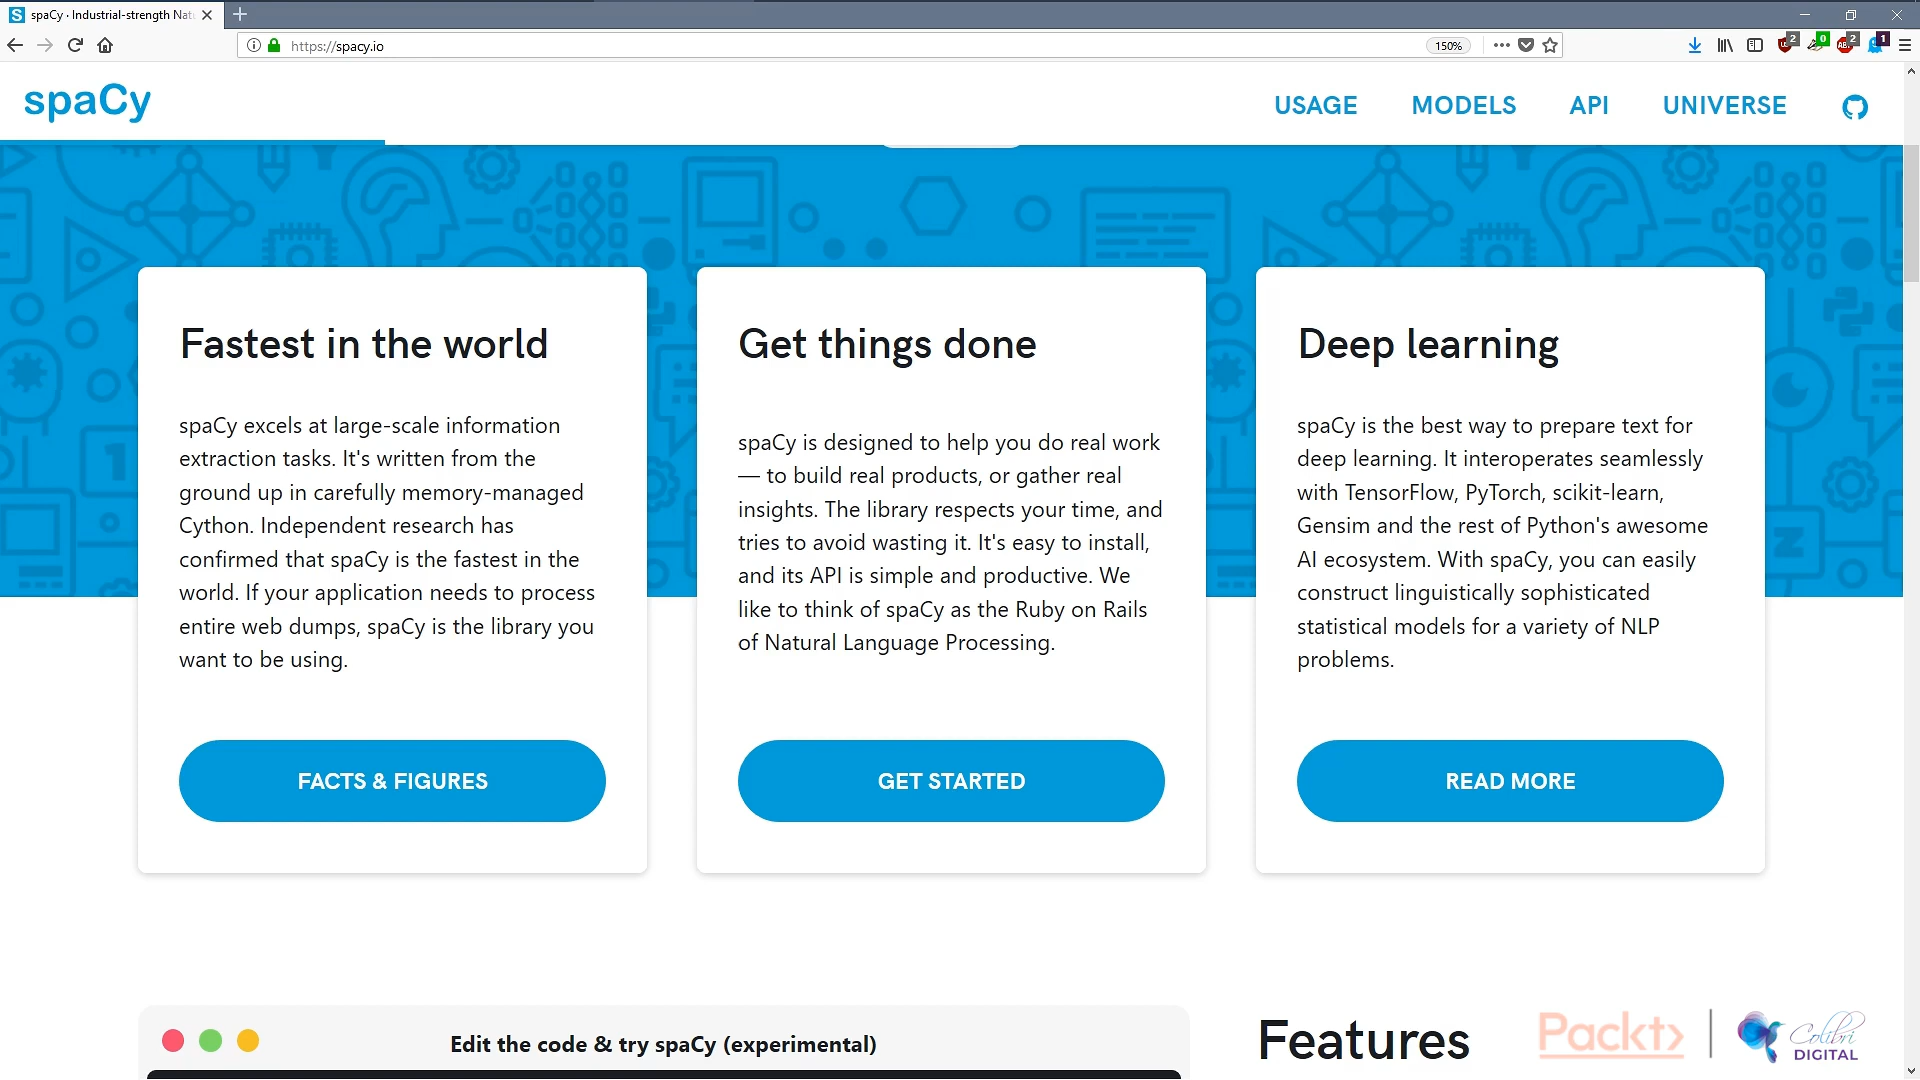 spaCy · Industrial-strength Natu
https://spacy.io
150%
2
0
2
1
spaCy
USAGE
MODELS
API
UNIVERSE
Fastest in the world
spaCy excels at large-scale information
extraction tasks. It's written from the
ground up in carefully memory-managed
Cython. Independent research has
confirmed that spaCy is the fastest in the
world. If your application needs to process
entire web dumps, spaCy is the library you
want to be using.
FACTS & FIGURES
Get things done
spaCy is designed to help you do real work
— to build real products, or gather real
insights. The library respects your time, and
tries to avoid wasting it. It's easy to install,
and its API is simple and productive. We
like to think of spaCy as the Ruby on Rails
of Natural Language Processing.
GET STARTED
Deep learning
spaCy is the best way to prepare text for
deep learning. It interoperates seamlessly
with TensorFlow, PyTorch, scikit-learn,
Gensim and the rest of Python's awesome
AI ecosystem. With spaCy, you can easily
construct linguistically sophisticated
statistical models for a variety of NLP
problems.
READ MORE
Edit the code & try spaCy (experimental)
Features
Packt
Colibri
DIGITAL